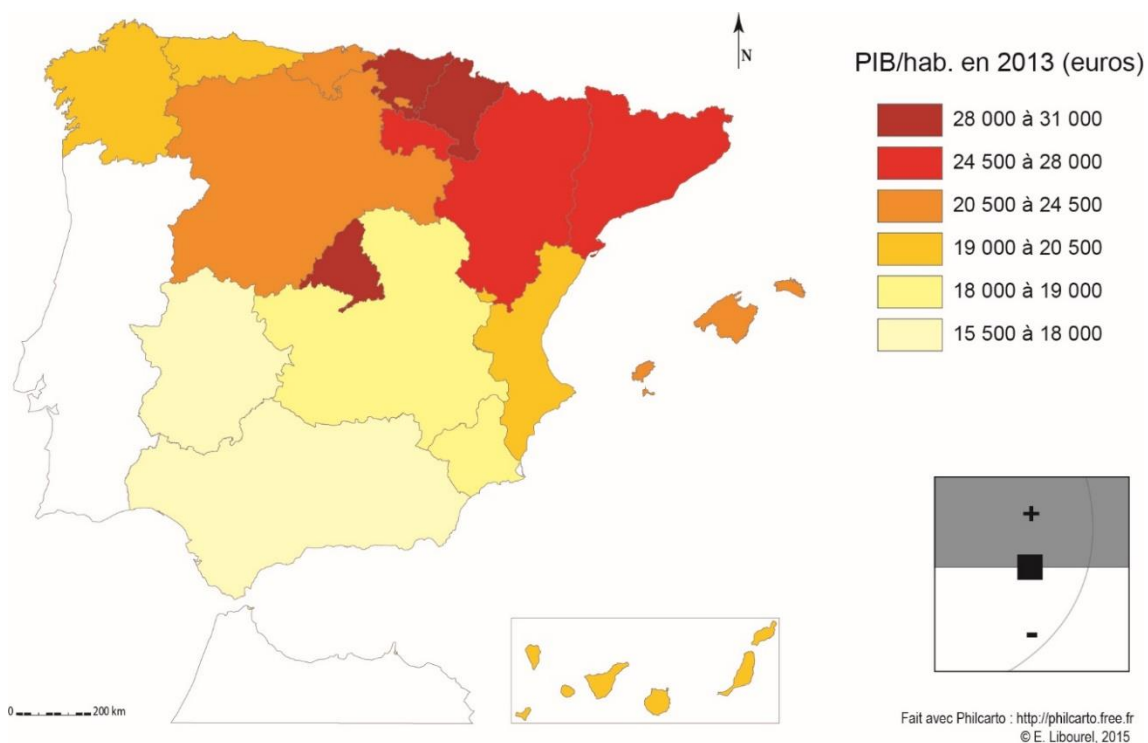 N
PIB/hab. en 2013 (euros)
28 000 à 31 000
24 500 à 28 000
20 500 à 24 500
19 000 à 20 500
18 000 à 19 000
15 500 à 18 000
+
-
0 200 km
Fait avec Philcarto : http://philcarto.free.fr
© E. Libourel, 2015